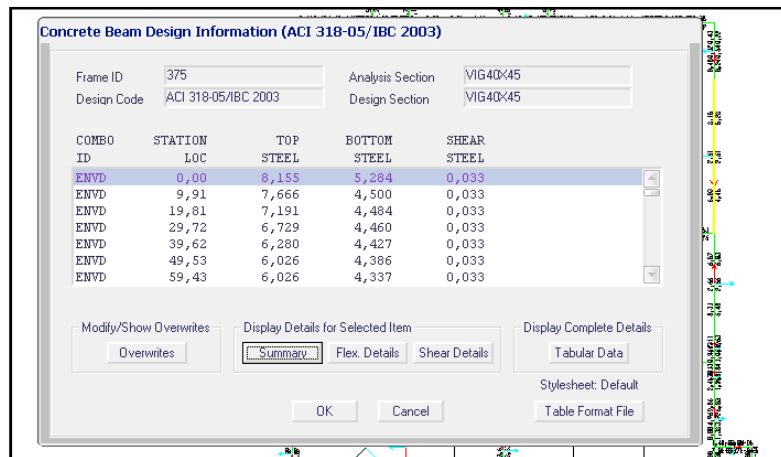 Concrete Beam Design Information (ACI 318-05/IBC 2003)
Frame ID 375 Analysis Section VIG40X45
Design Code ACI 318-05/IBC 2003 Design Section VIG40X45
COMBO STATION TOP BOTTOM SHEAR
ID LOC STEEL STEEL STEEL
ENVD 0,00 8,155 5,284 0,033
ENVD 9,91 7,666 4,500 0,033
ENVD 19,81 7,191 4,484 0,033
ENVD 29,72 6,729 4,460 0,033
ENVD 39,62 6,280 4,427 0,033
ENVD 49,53 6,026 4,386 0,033
ENVD 59,43 6,026 4,337 0,033
Modify/Show Overwrites Display Details for Selected Item Display Complete Details
Overwrites Summary Flex. Details Shear Details Tabular Data
Stylesheet: Default
OK Cancel Table Format File